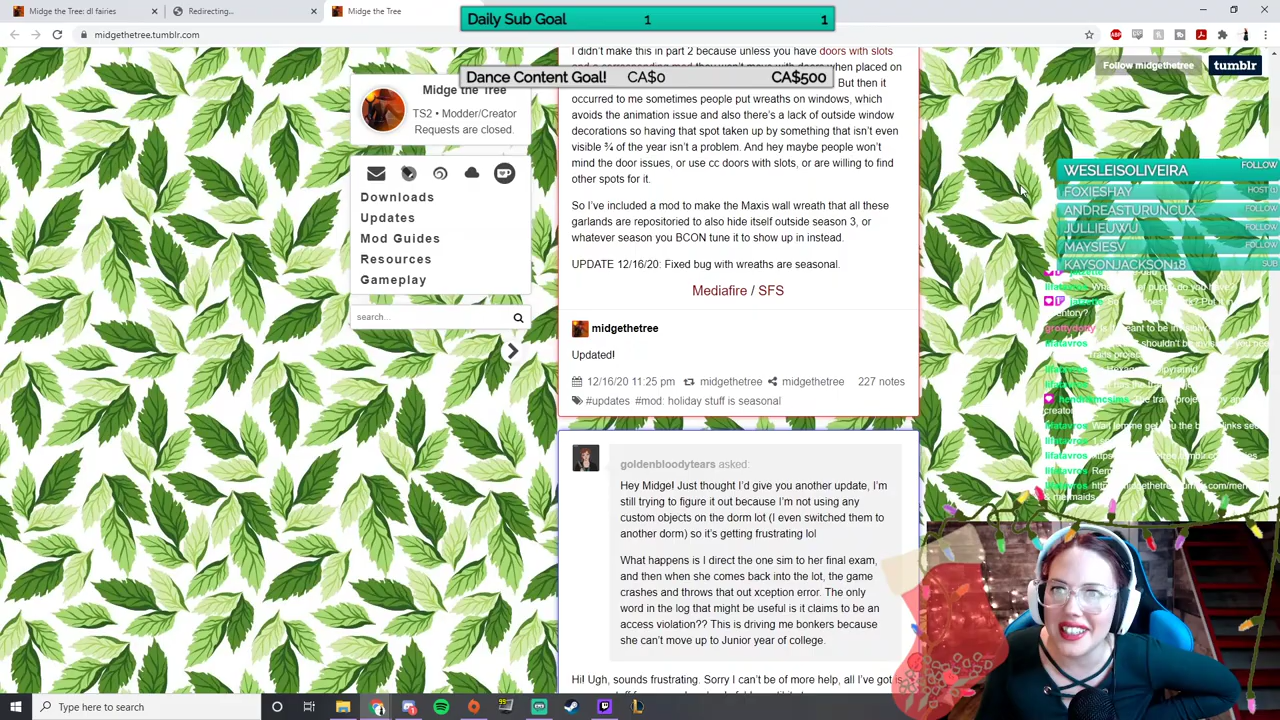 Midge the Tree: dl fairies
Redirecting...
Midge the Tree
midgethetree.tumblr.com
Daily Sub Goal 1 1
Dance Content Goal! CA$0 CA$500
Follow midgethetree tumblr
Midge the Tree
TS2 • Modder/Creator
Requests are closed.
Downloads
Updates
Mod Guides
Resources
Gameplay
search...
I didn't make this in part 2 because unless you have doors with slots
when placed on
But then it
occurred to me sometimes people put wreaths on windows, which
avoids the animation issue and also there's a lack of outside window
decorations so having that spot taken up by something that isn't even
visible ¾ of the year isn't a problem. And hey maybe people won't
mind the door issues, or use cc doors with slots, or are willing to find
other spots for it.
So I've included a mod to make the Maxis wall wreath that all these
garlands are repositoried to also hide itself outside season 3, or
whatever season you BCON tune it to show up in instead.
UPDATE 12/16/20: Fixed bug with wreaths are seasonal.
Mediafire / SFS
midgethetree
Updated!
12/16/20 11:25 pm midgethetree midgethetree 227 notes
#updates #mod: holiday stuff is seasonal
goldenbloodytears asked:
Hey Midge! Just thought I'd give you another update, I'm
still trying to figure it out because I'm not using any
custom objects on the dorm lot (I even switched them to
another dorm) so it's getting frustrating lol
What happens is I direct the one sim to her final exam,
and then when she comes back into the lot, the game
crashes and throws that out xception error. The only
word in the log that might be useful is it claims to be an
access violation?? This is driving me bonkers because
she can't move up to Junior year of college.
Hi! Ugh, sounds frustrating. Sorry I can't be of more help, all I've got is
WESLEISOLIVEIRA FOLLOW
FOXIESHAY HOST
ANDREASTURUNCUX FOLLOW
JULLIEUWU FOLLOW
MAYSIESV FOLLOW
KAYSONJACKSON18 SUB
Type here to search